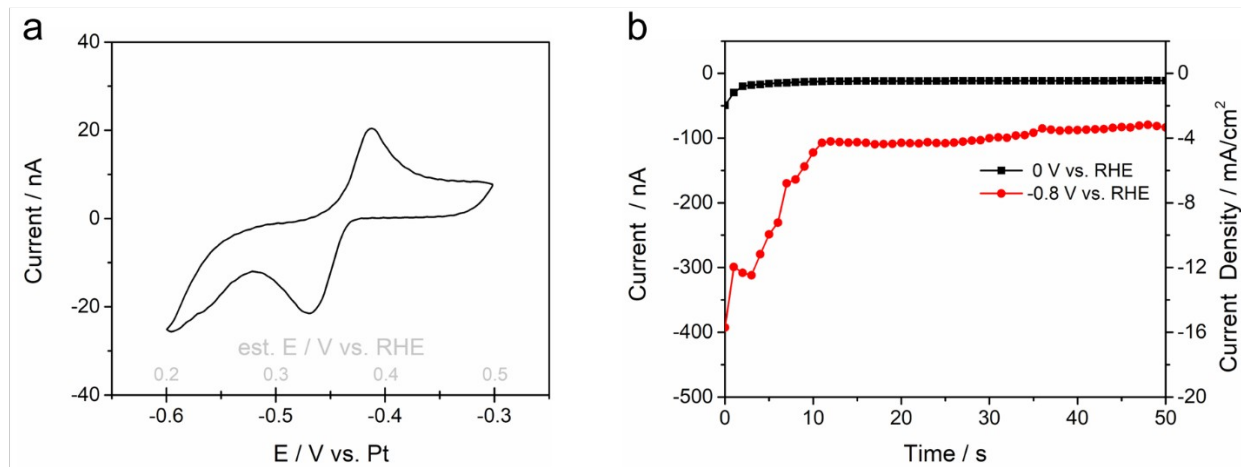 a
40
20
0
-20
-40
Current / nA
est. E / V vs. RHE
0.2 0.3 0.4 0.5
-0.6 -0.5 -0.4 -0.3
E / V vs. Pt
b
0
-100
-200
-300
-400
-500
Current / nA
0 V vs. RHE
-0.8 V vs. RHE
0
-4
-8
-12
-16
-20
Current Density / mA/cm²
0 10 20 30 40 50
Time / s